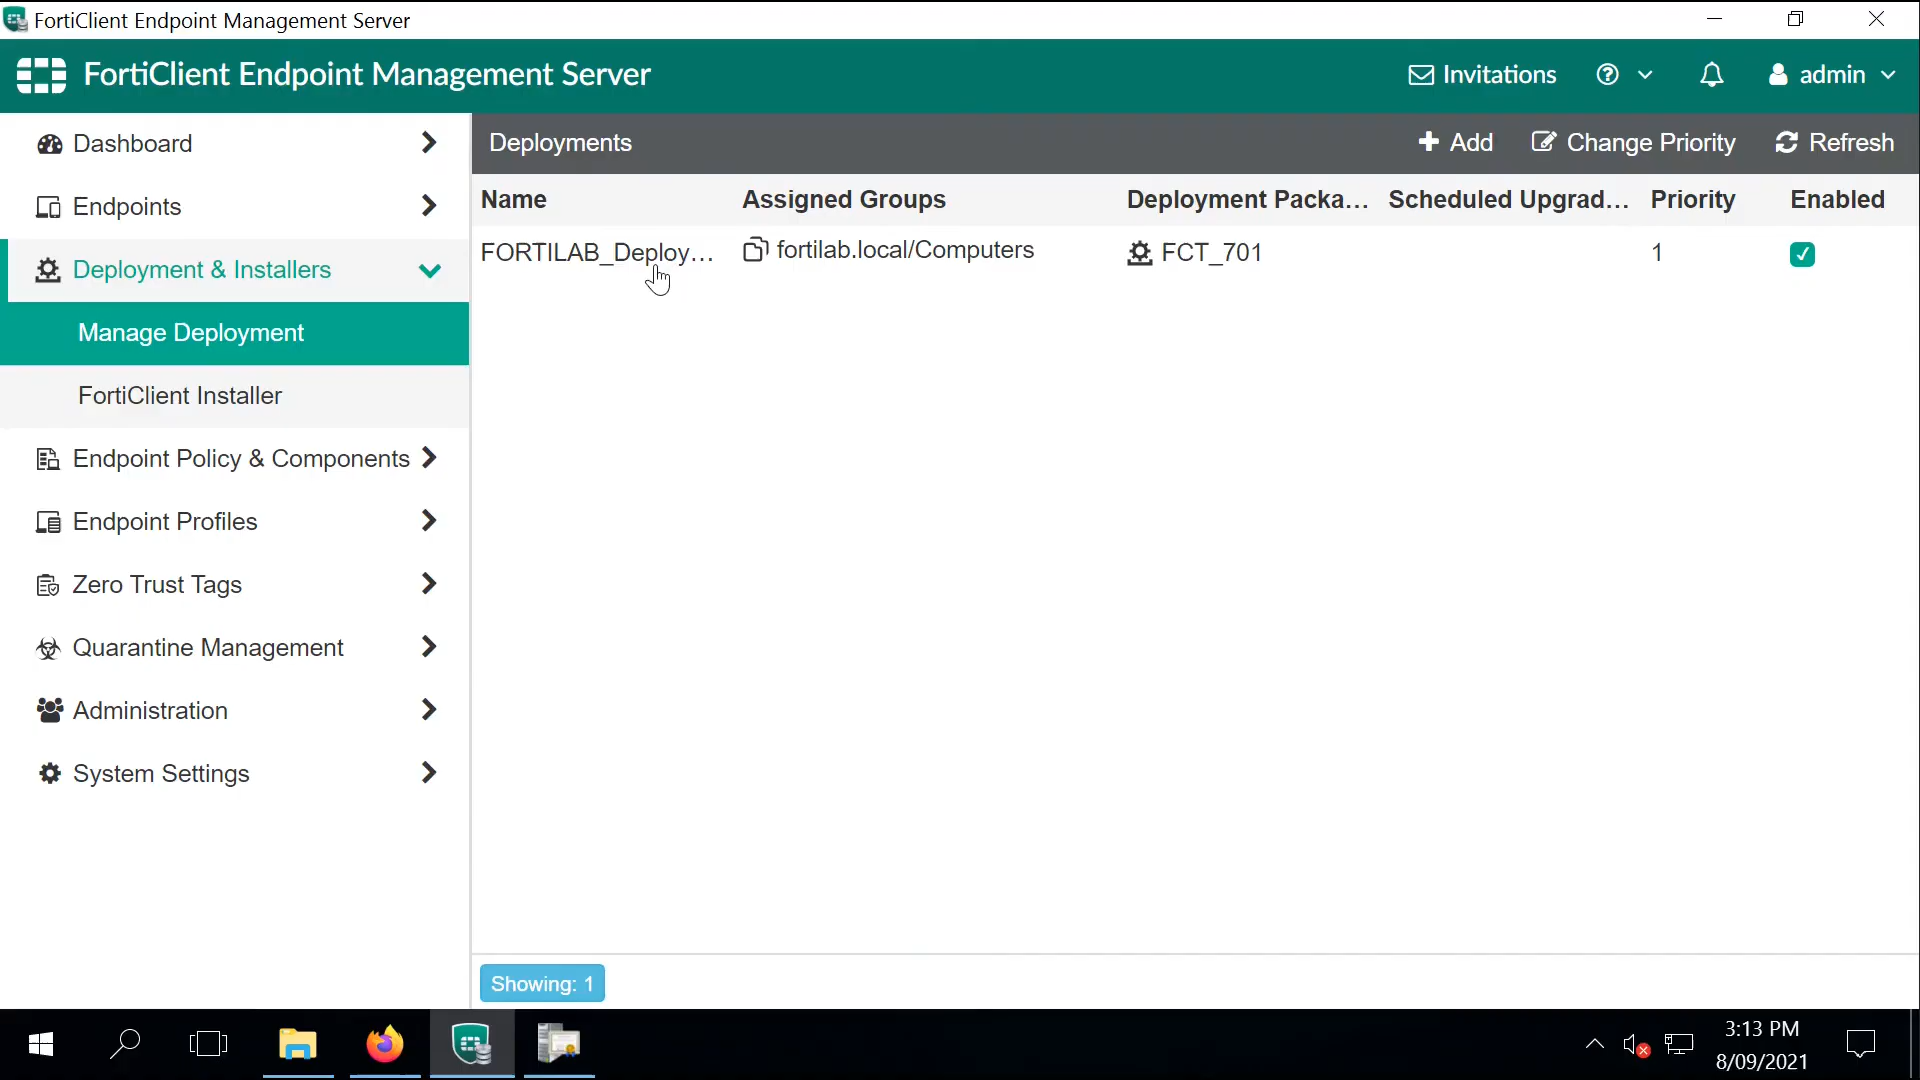 FortiClient Endpoint Management Server
FortiClient Endpoint Management Server
Invitations
admin
Dashboard
Endpoints
Deployment & Installers
Manage Deployment
FortiClient Installer
Endpoint Policy & Components
Endpoint Profiles
Zero Trust Tags
Quarantine Management
Administration
System Settings
Deployments
Add
Change Priority
Refresh
Name Assigned Groups Deployment Packa... Scheduled Upgrad... Priority Enabled
FORTILAB_Deploy... fortilab.local/Computers FCT_701 1
Showing: 1
3:13 PM
8/09/2021